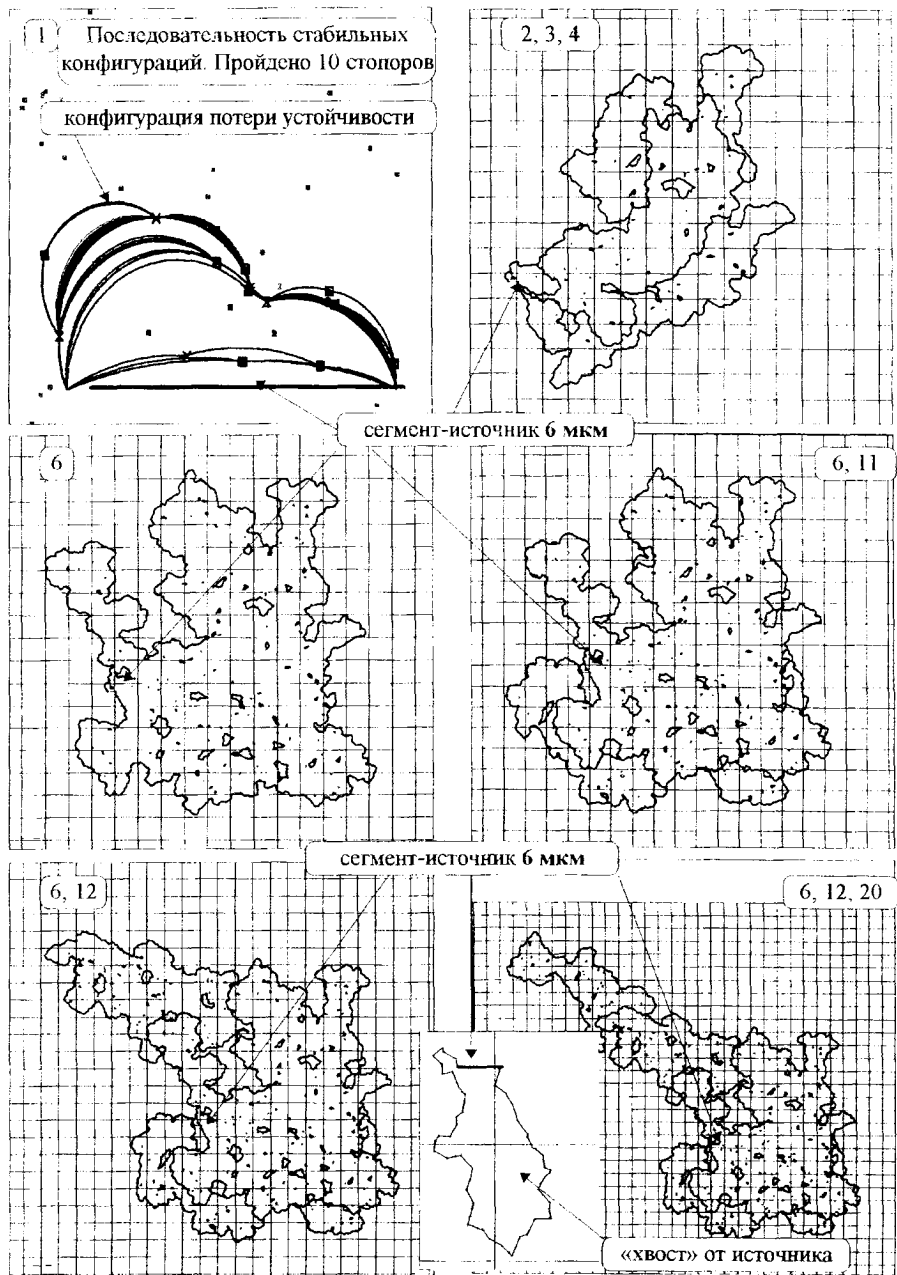 1
Последовательность стабильных
конфигураций. Пройдено 10 стопоров
конфигурация потери устойчивости
2, 3, 4
сегмент-источник 6 мкм
6
6, 11
сегмент-источник 6 мкм
6, 12
6, 12, 20
«хвост» от источника